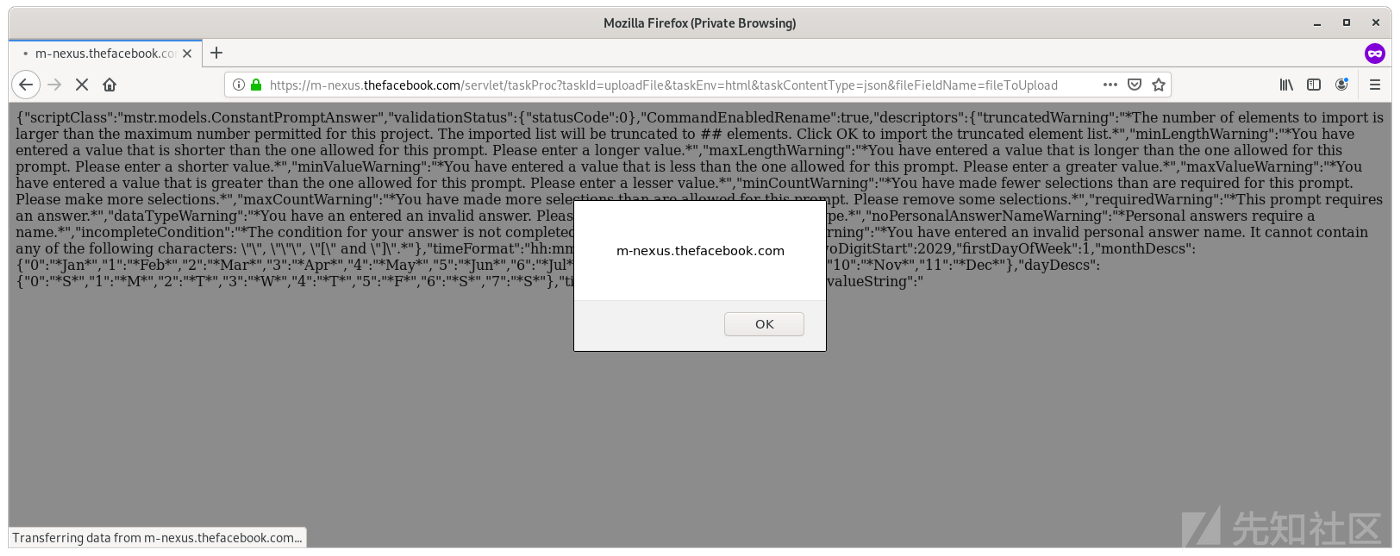 Mozilla Firefox (Private Browsing)
m-nexus.thefacebook.co
https://m-nexus.thefacebook.com/servlet/taskProc?taskId=uploadFile&taskEnv=html&taskContentType=json&fileFieldName=fileToUpload
{"scriptClass":"mstr.models.ConstantPromptAnswer","validationStatus":{"statusCode":0},"CommandEnabledRename":true,"descriptors":{"truncatedWarning":"*The number of elements to import is
larger than the maximum number permitted for this project. The imported list will be truncated to ## elements. Click OK to import the truncated element list.*","minLengthWarning":"*You have
entered a value that is shorter than the one allowed for this prompt. Please enter a longer value.*","maxLengthWarning":"*You have entered a value that is longer than the one allowed for this
prompt. Please enter a shorter value.*","minValueWarning":"*You have entered a value that is less than the one allowed for this prompt. Please enter a greater value.*","maxValueWarning":"*You
have entered a value that is greater than the one allowed for this prompt. Please enter a lesser value.*","minCountWarning":"*You have made fewer selections than are required for this prompt.
Please make more selections.*","maxCountWarning":"*You have made more selections than are allowed for this prompt. Please remove some selections.*","requiredWarning":"*This prompt requires
an answer.*","dataTypeWarning":"*You have an entered an invalid answer. Pleas pe.*","noPersonalAnswerNameWarning":"*Personal answers require a
name.*","incompleteCondition":"*The condition for your answer is not complete rning":"*You have entered an invalid personal answer name. It cannot contain
any of the following characters: \"\", \"\"\", \"[\" and \"]\".*"},"timeFormat":"hh:mm voDigitStart":2029,"firstDayOfWeek":1,"monthDescs":
{"0":"*Jan*","1":"*Feb*","2":"*Mar*","3":"*Apr*","4":"*May*","5":"*Jun*","6":"*Jul* "10":"*Nov*","11":"*Dec*"},"dayDescs":
{"0":"*S*","1":"*M*","2":"*T*","3":"*W*","4":"*T*","5":"*F*","6":"*S*","7":"*S*"},"ti valueString":"
m-nexus.thefacebook.com
OK
Transferring data from m-nexus.thefacebook.com...
先知社区